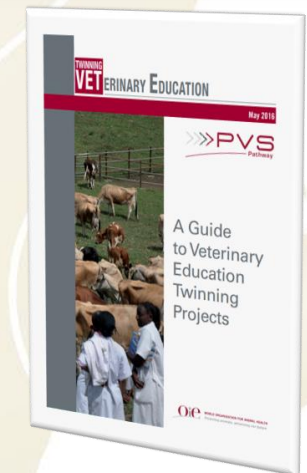 TWINNING
VETERINARY EDUCATION
May 2016
PVS
Pathway
A Guide
to Veterinary
Education
Twinning
Projects
Oie WORLD ORGANISATION FOR ANIMAL HEALTH